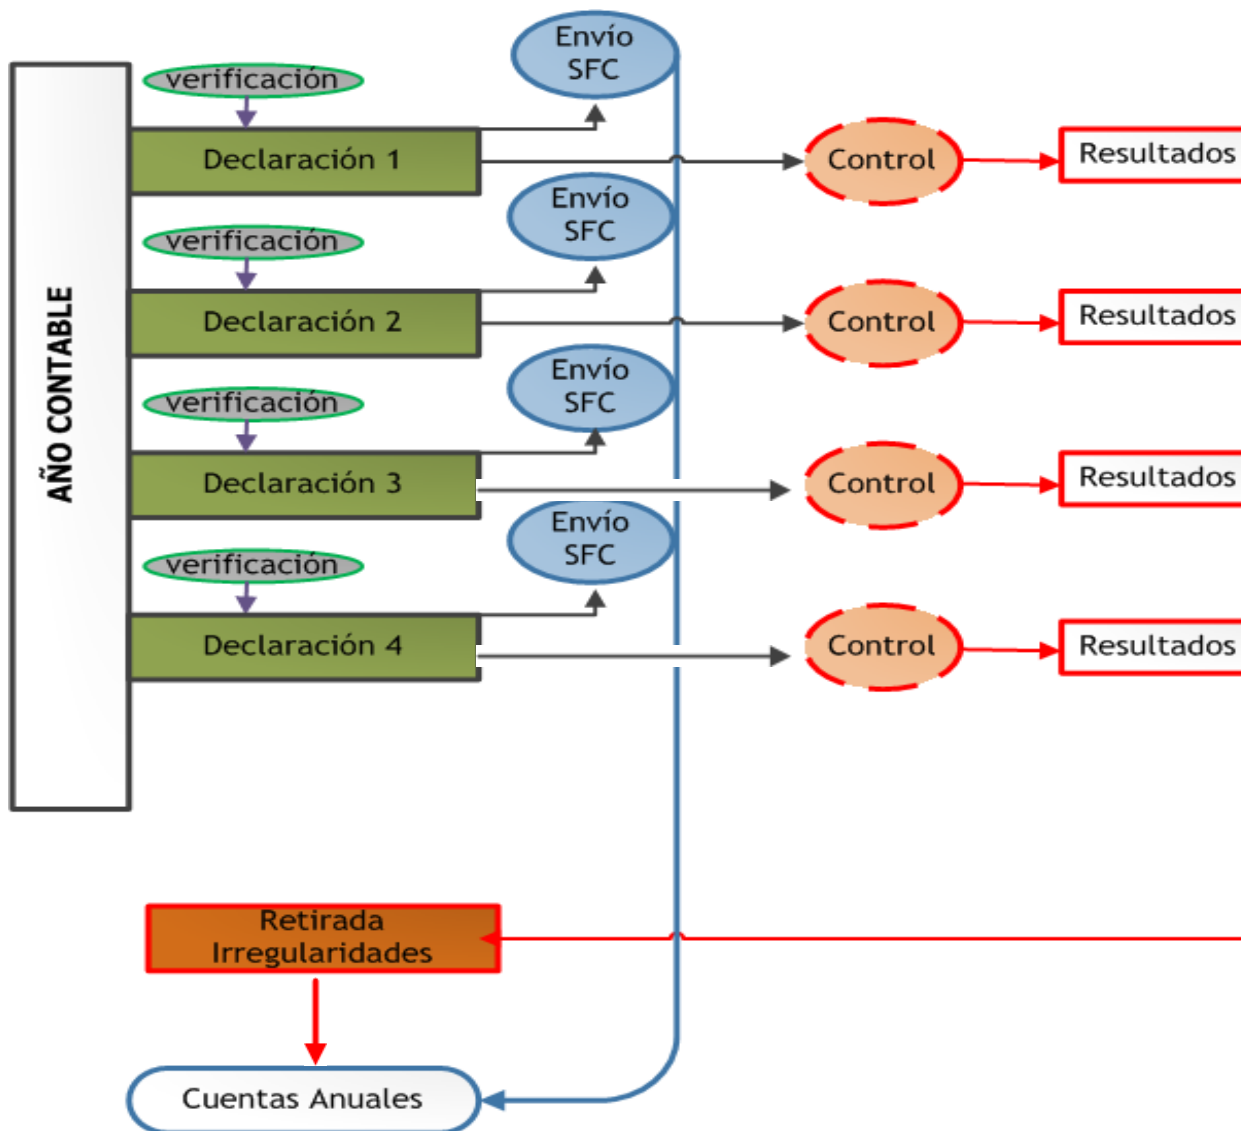 Envío
SFC
verificación
Declaración 1
Control
Resultados
Envío
SFC
verificación
Declaración 2
Control
Resultados
AÑO CONTABLE
Envío
SFC
verificación
Declaración 3
Control
Resultados
Envío
SFC
verificación
Declaración 4
Control
Resultados
Retirada
Irregularidades
Cuentas Anuales